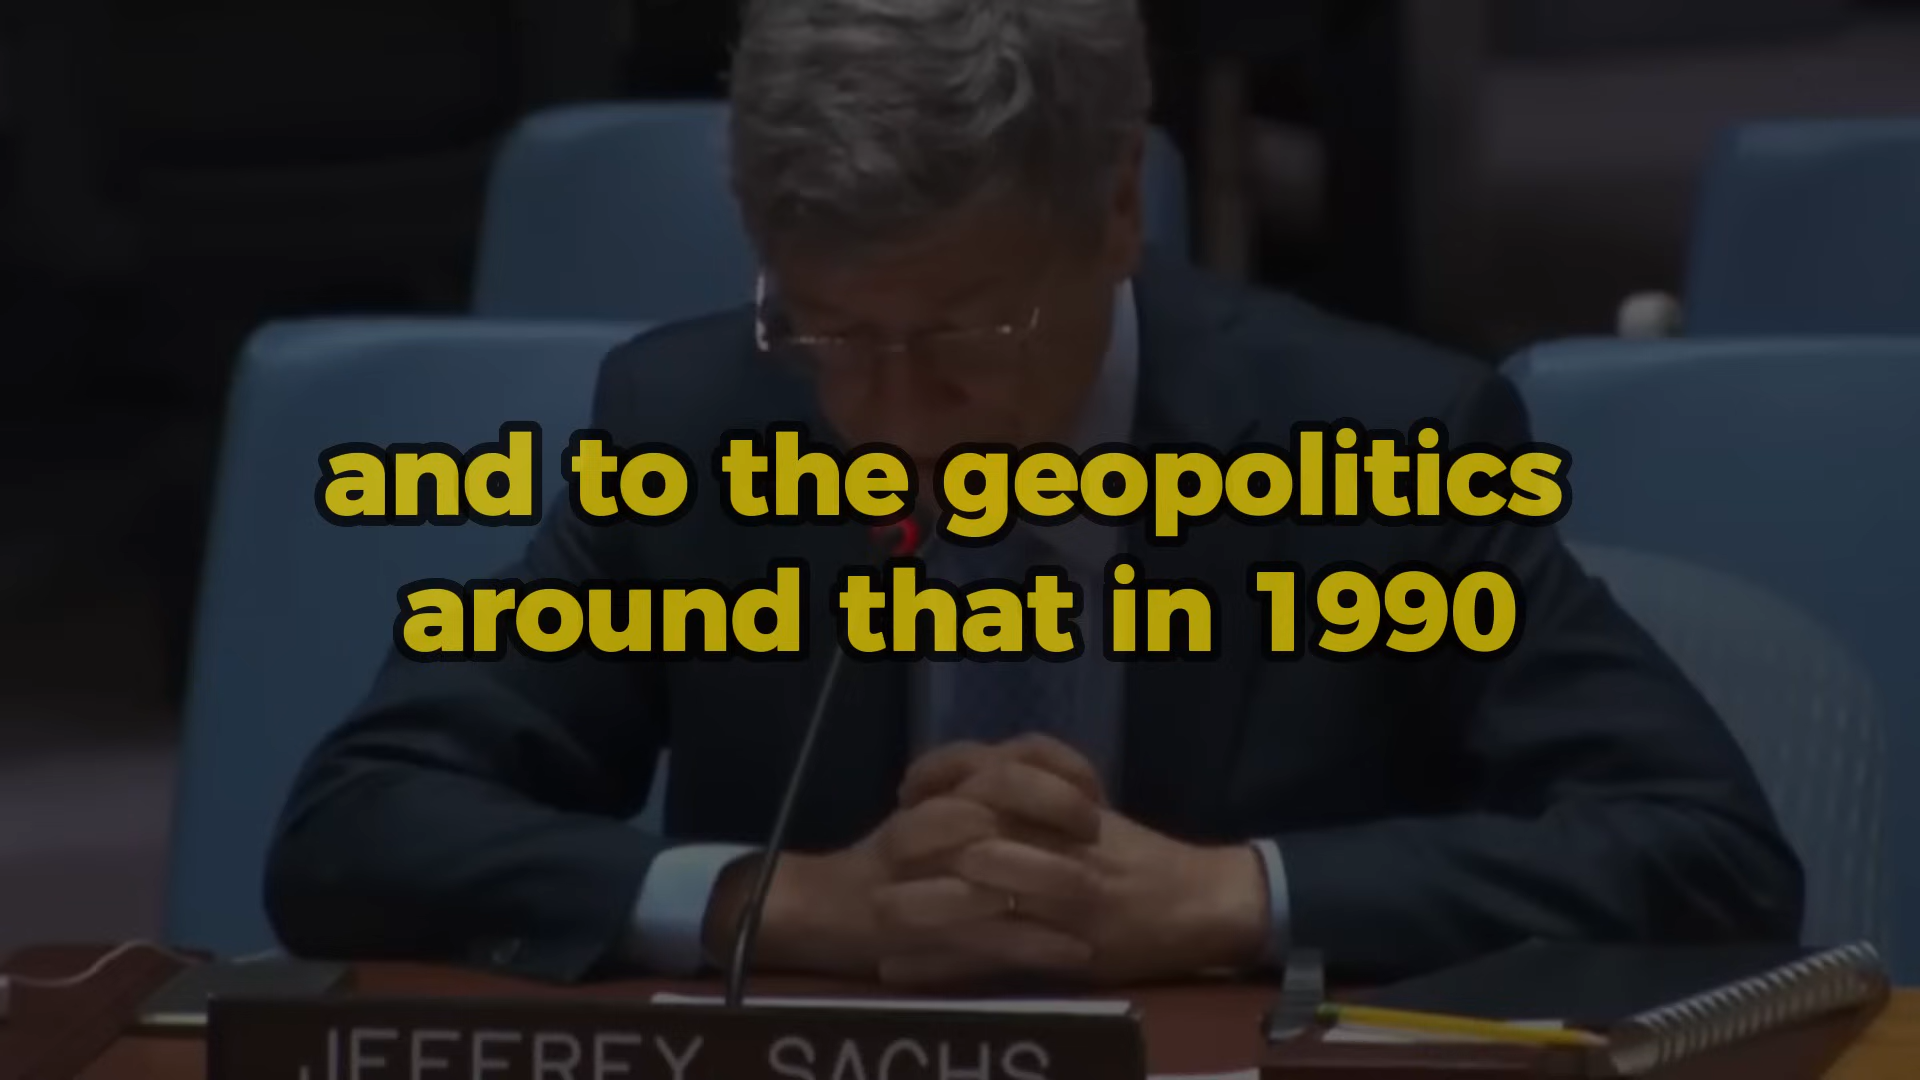 and to the geopolitics
around that in 1990
JEFFREY SACHS